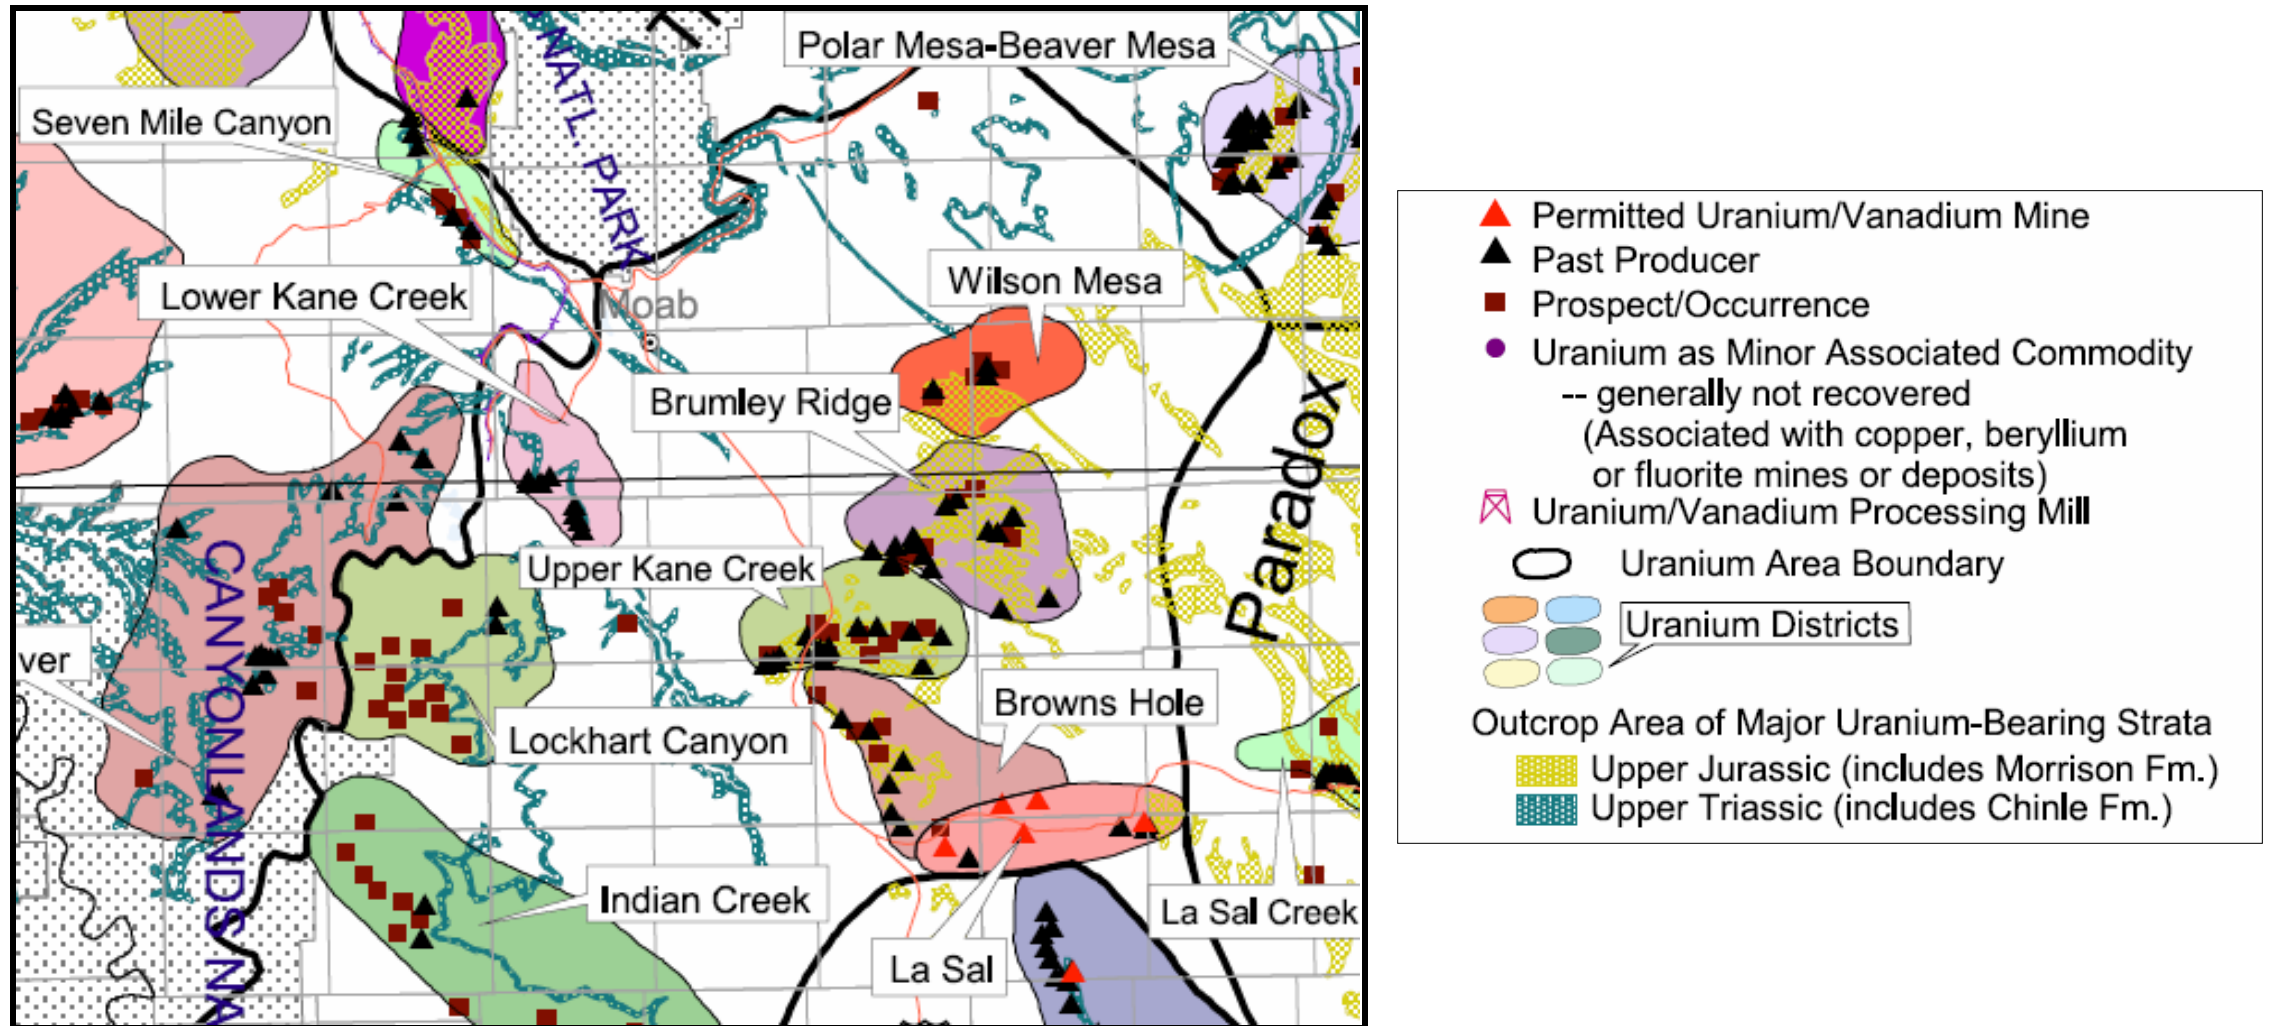 NATL. PARK
Polar Mesa-Beaver Mesa
Seven Mile Canyon
Wilson Mesa
Lower Kane Creek
Moab
Brumley Ridge
Paradox
Upper Kane Creek
CANYONLANDS NA
ver
Browns Hole
Lockhart Canyon
Indian Creek
La Sal Creek
La Sal
Permitted Uranium/Vanadium Mine
Past Producer
Prospect/Occurrence
Uranium as Minor Associated Commodity
-- generally not recovered
(Associated with copper, beryllium
or fluorite mines or deposits)
Uranium/Vanadium Processing Mill
Uranium Area Boundary
Uranium Districts
Outcrop Area of Major Uranium-Bearing Strata
Upper Jurassic (includes Morrison Fm.)
Upper Triassic (includes Chinle Fm.)